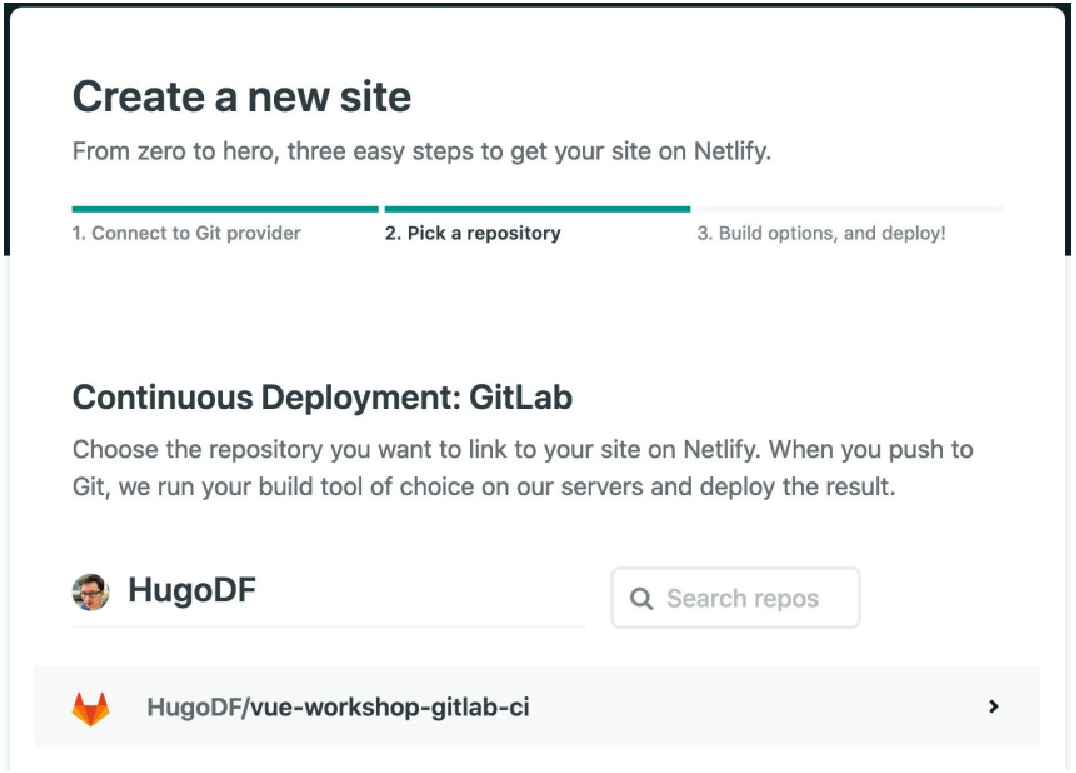 Create a new site
From zero to hero, three easy steps to get your site on Netlify.
1. Connect to Git provider
2. Pick a repository
3. Build options, and deploy!
Continuous Deployment: GitLab
Choose the repository you want to link to your site on Netlify. When you push to
Git, we run your build tool of choice on our servers and deploy the result.
HugoDF
Search repos
HugoDF/vue-workshop-gitlab-ci